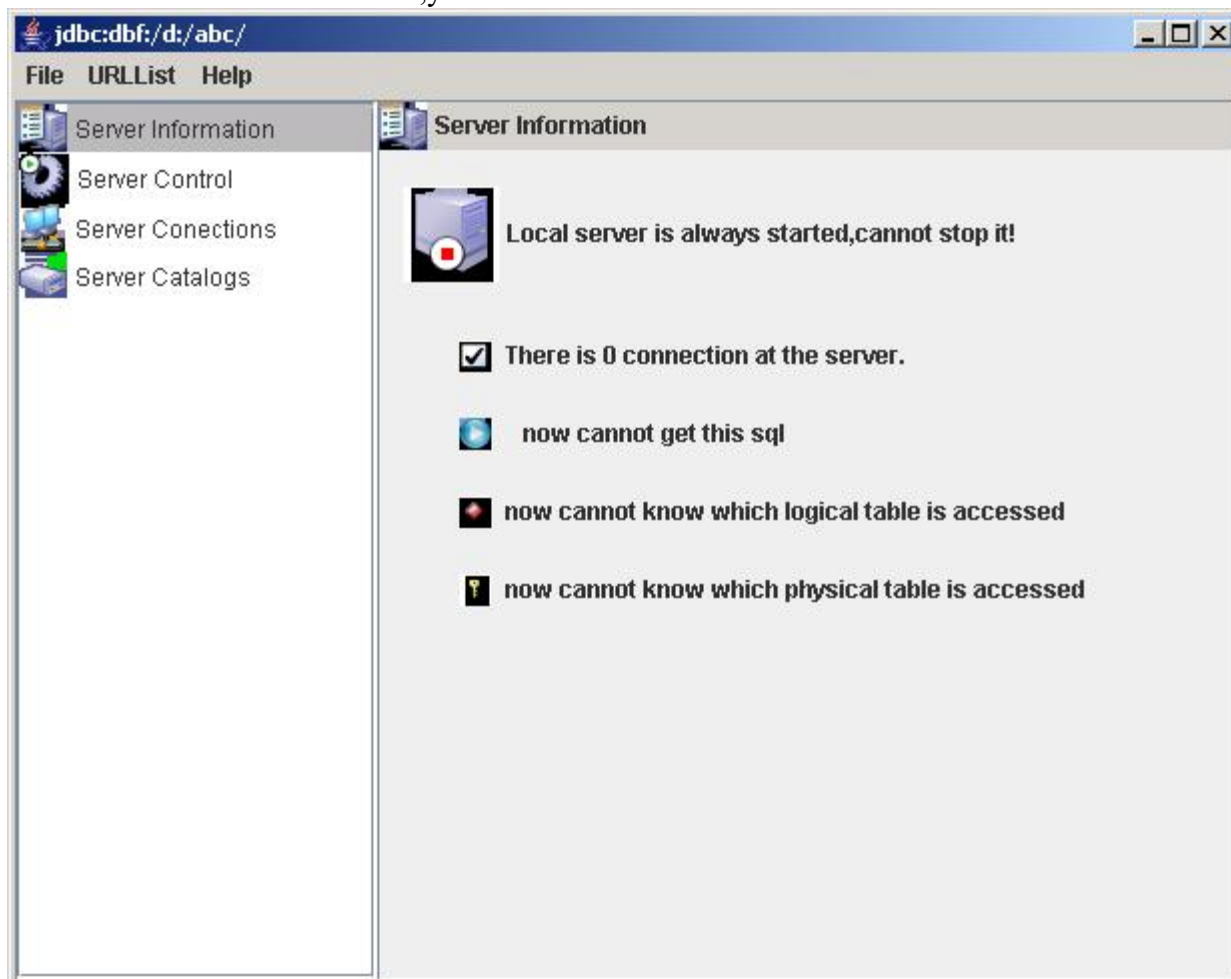 jdbc:dbf:/d:/abc/
File URLList Help
Server Information
Server Control
Server Conections
Server Catalogs
Server Information
Local server is always started,cannot stop it!
There is 0 connection at the server.
now cannot get this sql
now cannot know which logical table is accessed
now cannot know which physical table is accessed